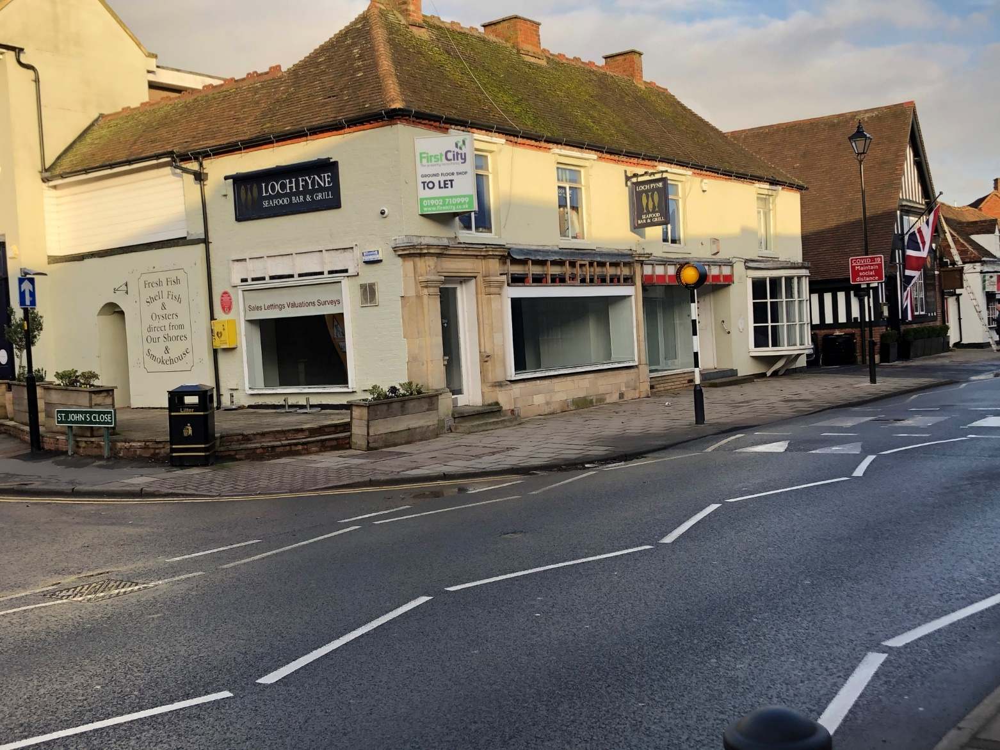 LOCH FYNE
SEAFOOD BAR & GRILL
First City
The property consultancy
GROUND FLOOR SHOP
TO LET
01902 710999
www.firstcity.co.uk
LOCH FYNE
SEAFOOD
BAR & GRILL
COVID-19
Maintain
social
distance
Sales Lettings Valuations Surveys
Fresh Fish
Shell Fish
&
Oysters
direct from
Our Shores
&
Smokehouse
Litter
ST. JOHN'S CLOSE